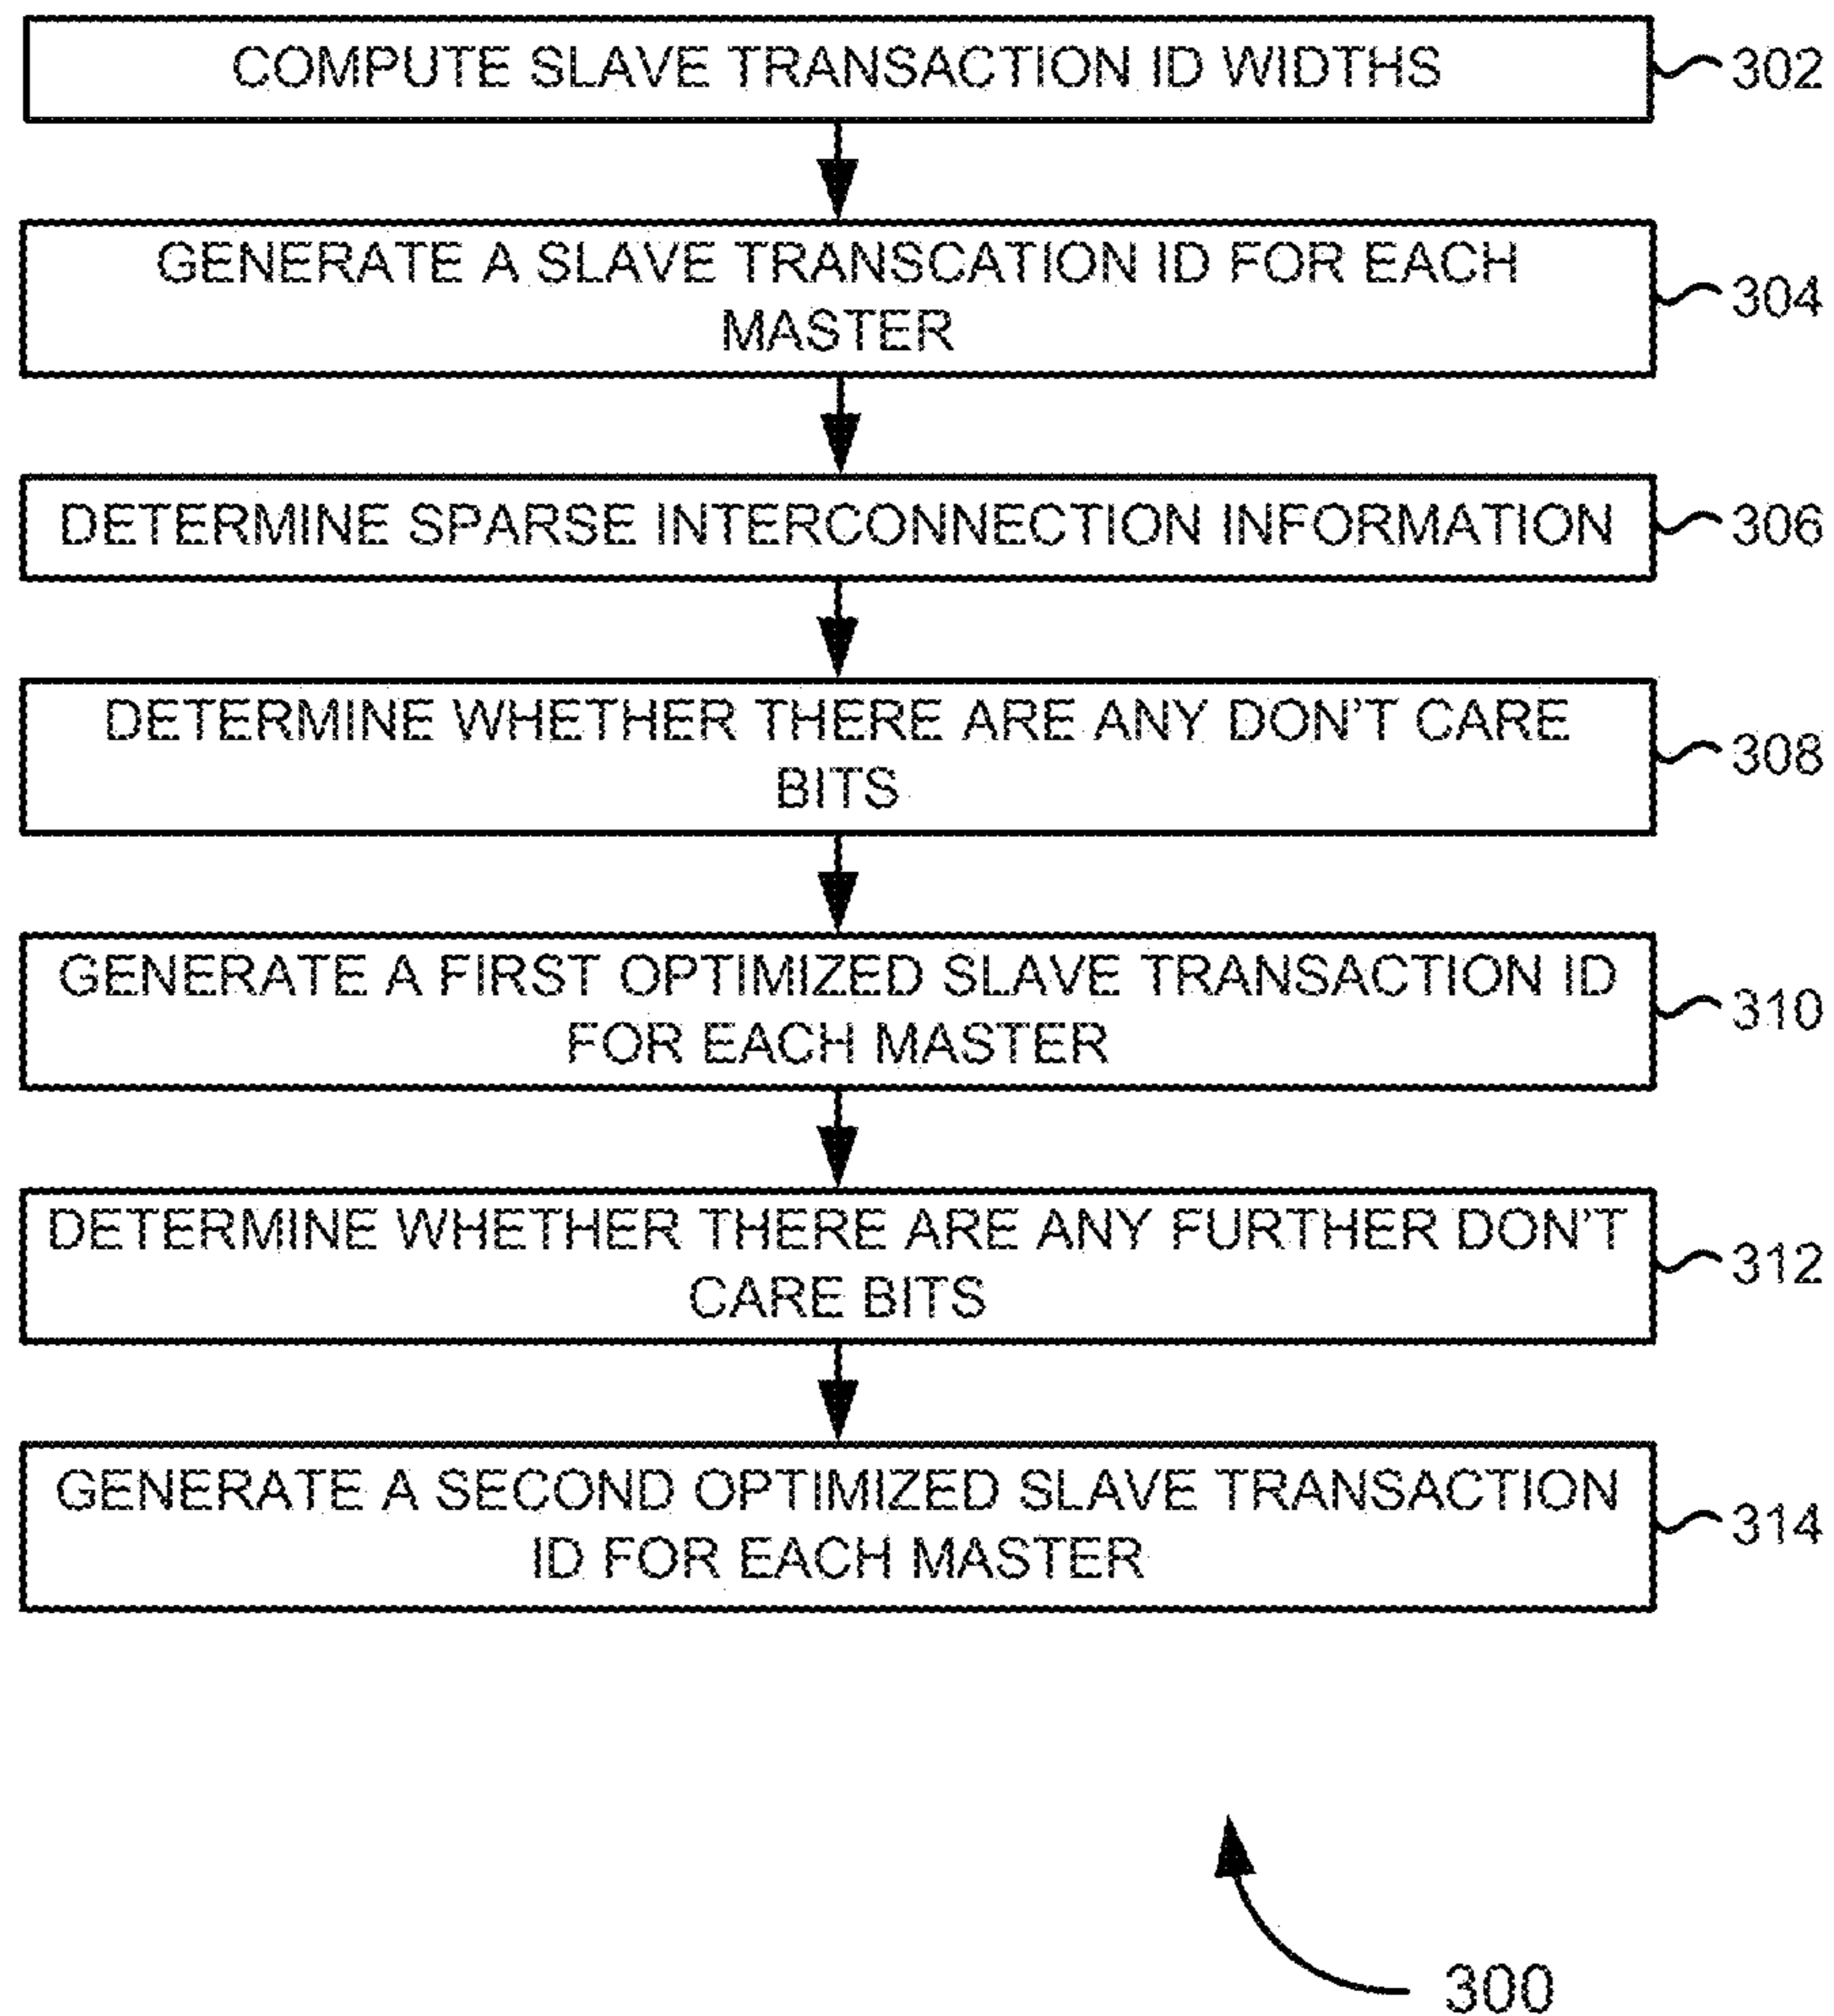 COMPUTE SLAVE TRANSACTION ID WIDTHS
302
GENERATE A SLAVE TRANSCATION ID FOR EACH
MASTER
304
DETERMINE SPARSE INTERCONNECTION INFORMATION
306
DETERMINE WHETHER THERE ARE ANY DON'T CARE
BITS
308
GENERATE A FIRST OPTIMIZED SLAVE TRANSACTION ID
FOR EACH MASTER
310
DETERMINE WHETHER THERE ARE ANY FURTHER DON'T
CARE BITS
312
GENERATE A SECOND OPTIMIZED SLAVE TRANSACTION
ID FOR EACH MASTER
314
300